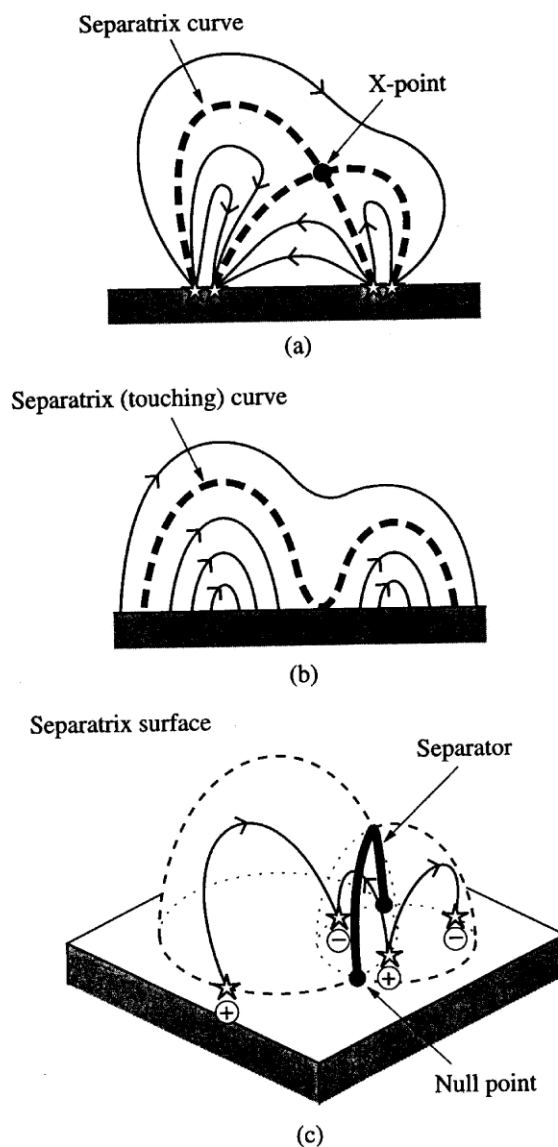 Separatrix curve
X-point
(a)
Separatrix (touching) curve
(b)
Separatrix surface
Separator
−
−
+
+
Null point
(c)